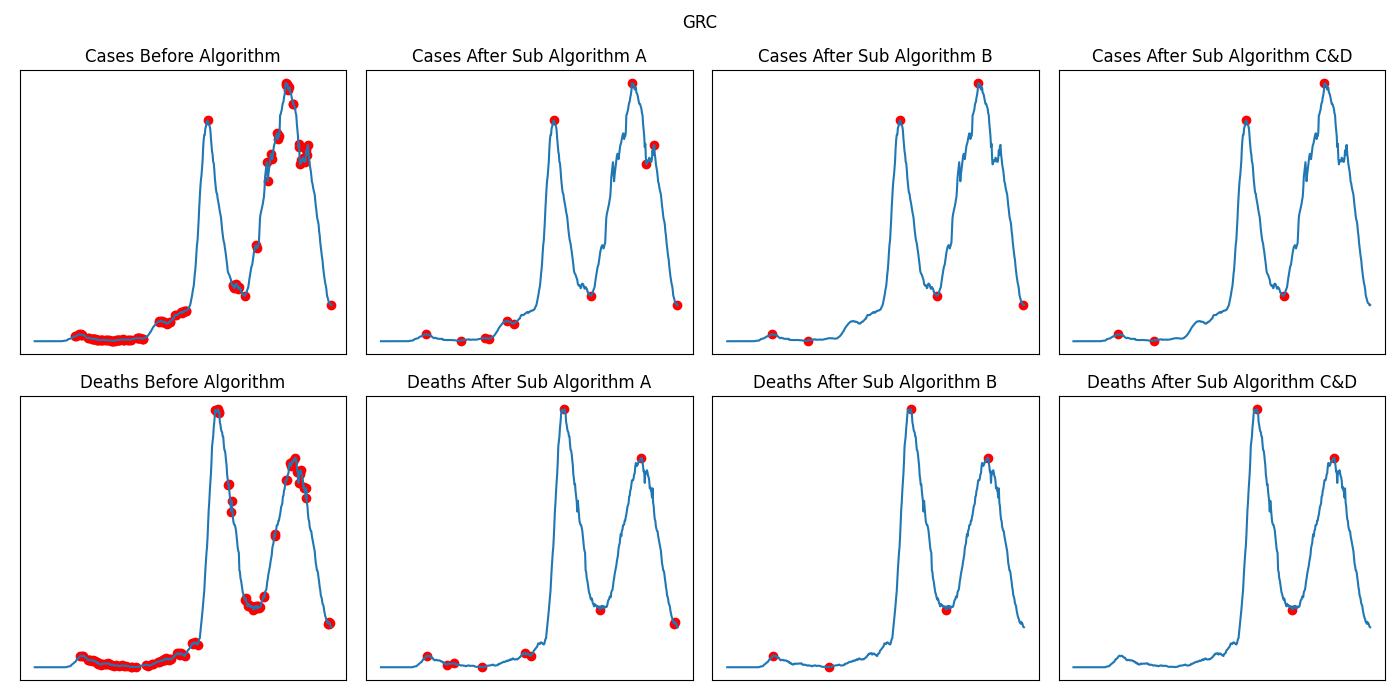 GRC
Cases Before Algorithm
Cases After Sub Algorithm A
Cases After Sub Algorithm B
Cases After Sub Algorithm C&D
Deaths Before Algorithm
Deaths After Sub Algorithm A
Deaths After Sub Algorithm B
Deaths After Sub Algorithm C&D